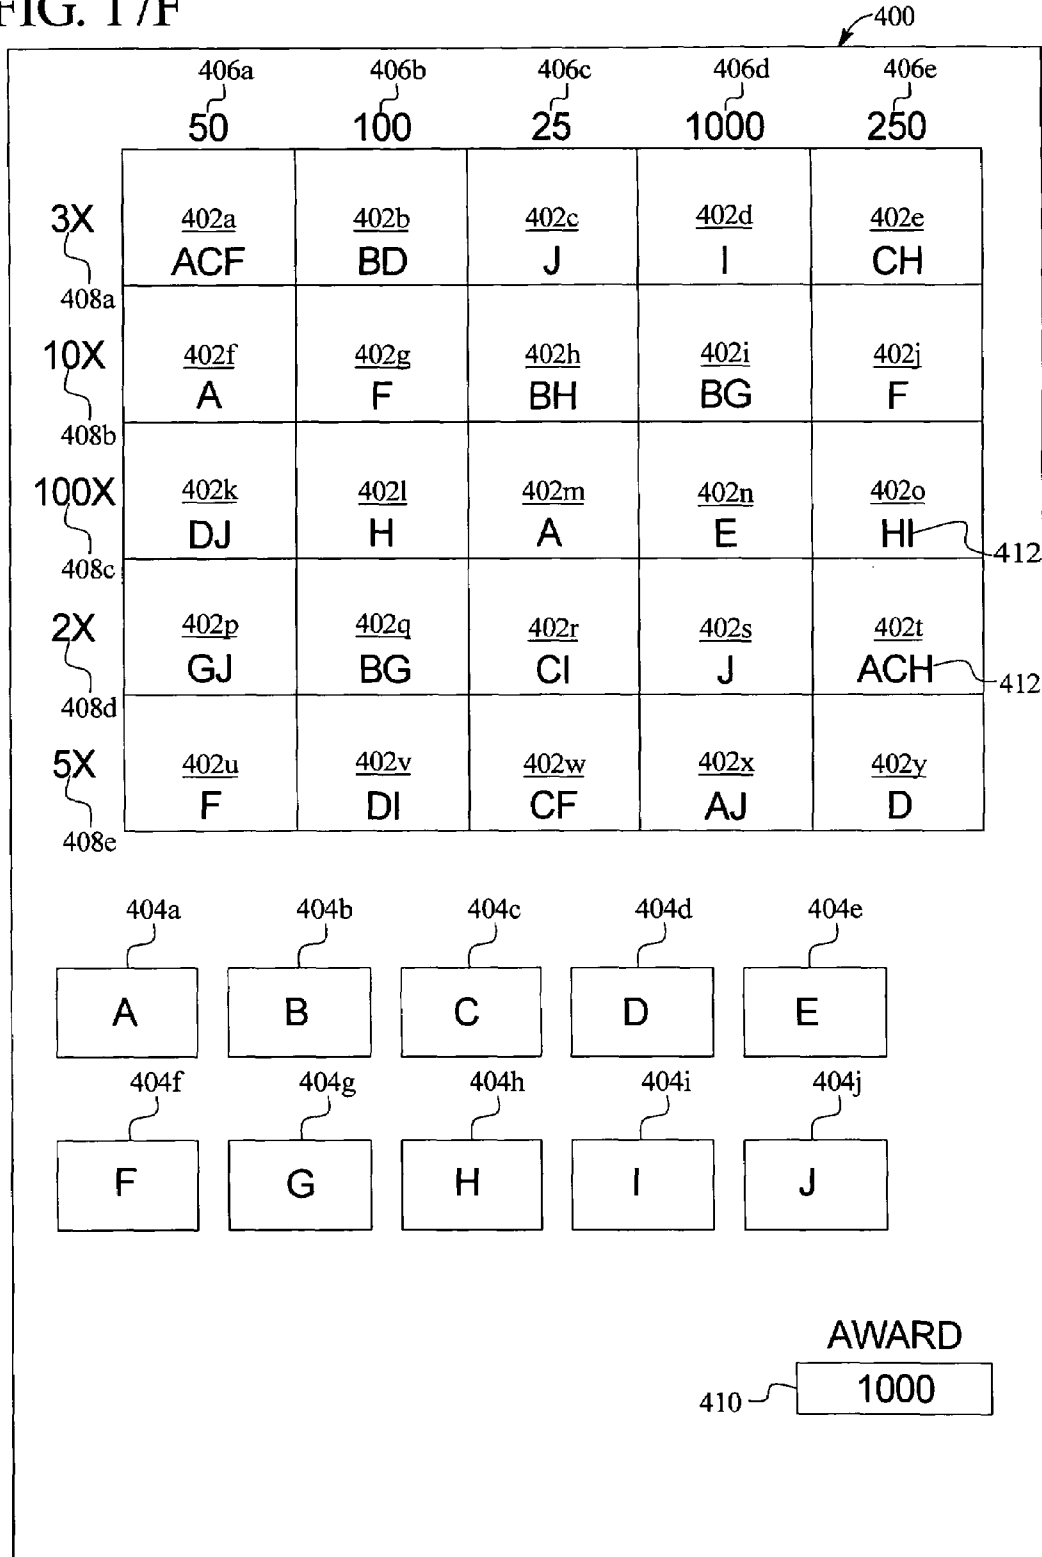 FIG. 17F
400
406a 406b 406c 406d 406e
50 100 25 1000 250
3X 402a 402b 402c 402d 402e
ACF BD J I CH
408a
10X 402f 402g 402h 402i 402j
A F BH BG F
408b
100X 402k 402l 402m 402n 402o
DJ H A E HI 412
408c
2X 402p 402q 402r 402s 402t
GJ BG CI J ACH 412
408d
5X 402u 402v 402w 402x 402y
F DI CF AJ D
408e
404a 404b 404c 404d 404e
A B C D E
404f 404g 404h 404i 404j
F G H I J
AWARD
410 1000